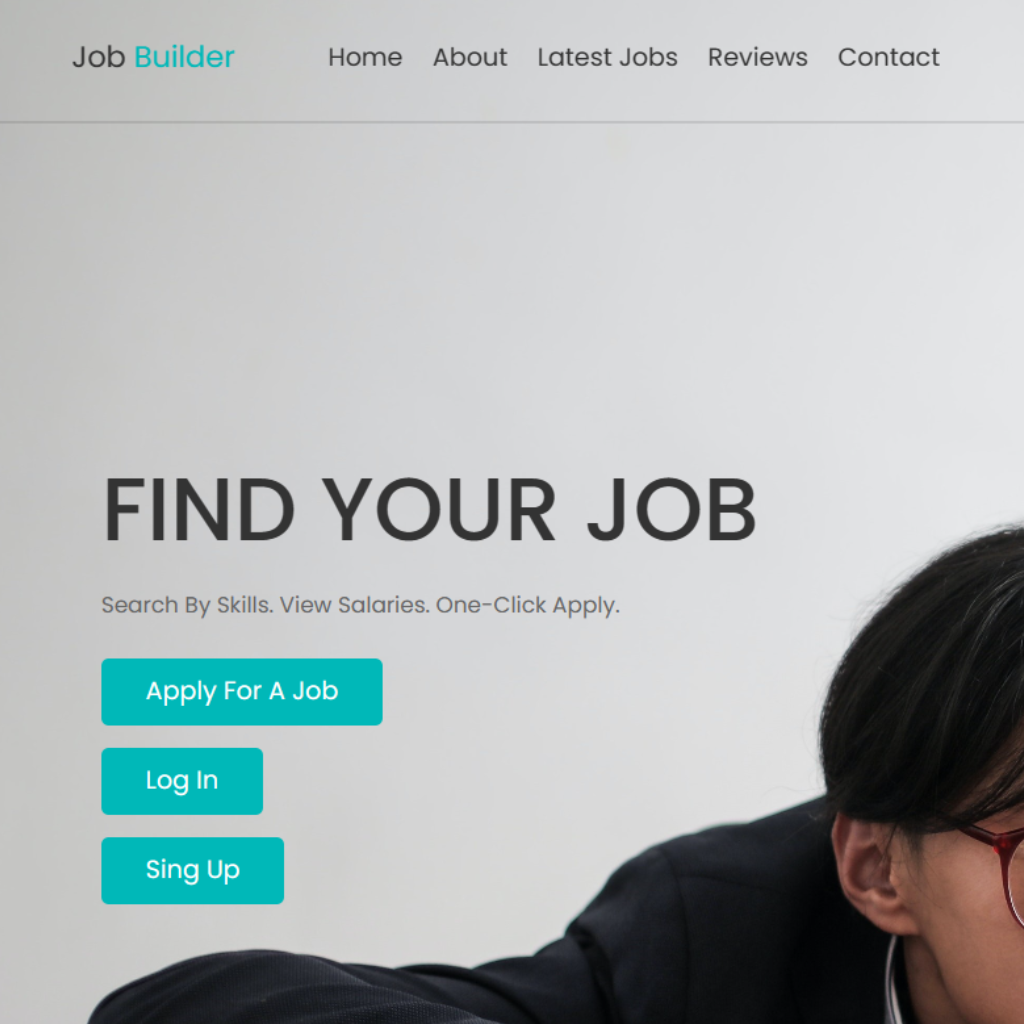 Job Builder Home About Latest Jobs Reviews Contact
FIND YOUR JOB
Search By Skills. View Salaries. One-Click Apply.
Apply For A Job
Log In
Sing Up